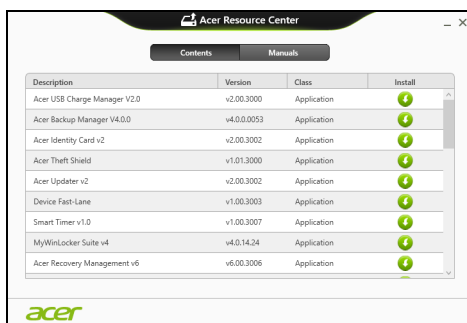 Acer Resource Center
Contents Manuals
Description Version Class Install
Acer USB Charge Manager V2.0 v2.00.3000 Application
Acer Backup Manager V4.0.0 v4.0.0.0053 Application
Acer Identity Card v2 v2.00.3002 Application
Acer Theft Shield v1.01.3000 Application
Acer Updater v2 v2.00.3002 Application
Device Fast-Lane v1.00.3003 Application
Smart Timer v1.0 v1.00.3007 Application
MyWinLocker Suite v4 v4.0.14.24 Application
Acer Recovery Management v6 v6.00.3006 Application
acer